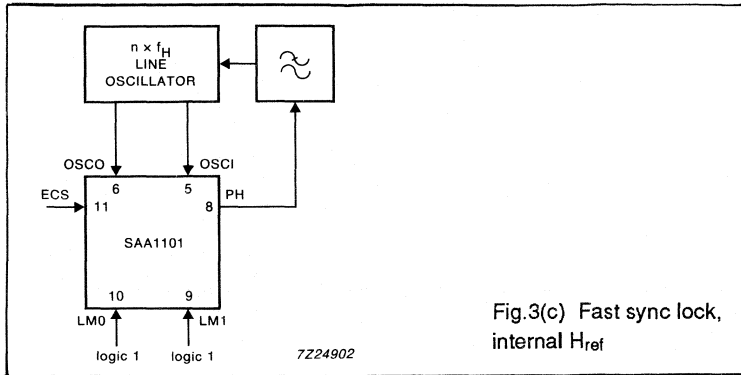 n × fH
LINE
OSCILLATOR
OSCO
OSCI
ECS
6
5
PH
11
8
SAA1101
10
9
LM0
LM1
logic 1
logic 1
7Z24902
Fig.3(c) Fast sync lock,
internal Href